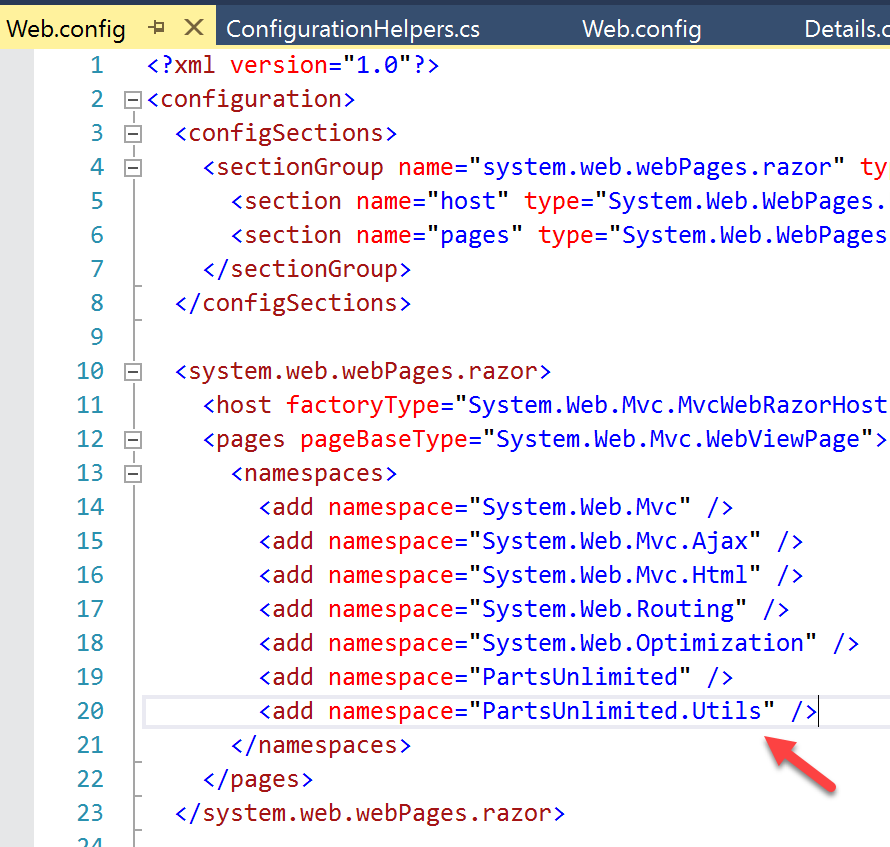 Web.config ConfigurationHelpers.cs Web.config Details.c
1 <?xml version="1.0"?>
2 <configuration>
3 <configSections>
4 <sectionGroup name="system.web.webPages.razor" ty
5 <section name="host" type="System.Web.WebPages.
6 <section name="pages" type="System.Web.WebPages
7 </sectionGroup>
8 </configSections>
9
10 <system.web.webPages.razor>
11 <host factoryType="System.Web.Mvc.MvcWebRazorHost
12 <pages pageBaseType="System.Web.Mvc.WebViewPage">
13 <namespaces>
14 <add namespace="System.Web.Mvc" />
15 <add namespace="System.Web.Mvc.Ajax" />
16 <add namespace="System.Web.Mvc.Html" />
17 <add namespace="System.Web.Routing" />
18 <add namespace="System.Web.Optimization" />
19 <add namespace="PartsUnlimited" />
20 <add namespace="PartsUnlimited.Utils" />
21 </namespaces>
22 </pages>
23 </system.web.webPages.razor>
24